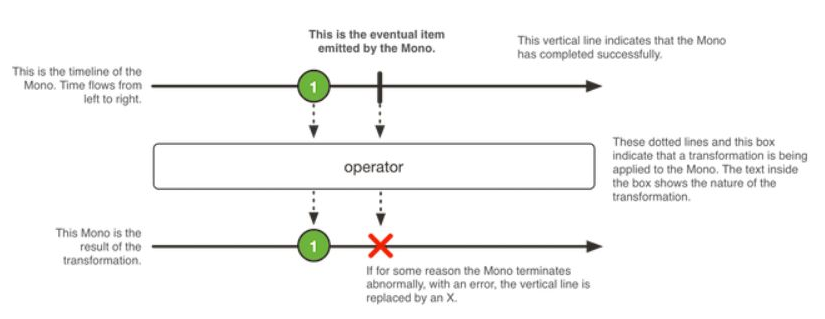 This is the eventual item
emitted by the Mono.
This vertical line indicates that the Mono
has completed successfully.
This is the timeline of the
Mono. Time flows from
left to right.
1
These dotted lines and this box
indicate that a transformation is being
applied to the Mono. The text inside
the box shows the nature of the
transformation.
operator
This Mono is the
result of the
transformation.
1
If for some reason the Mono terminates
abnormally, with an error, the vertical line is
replaced by an X.